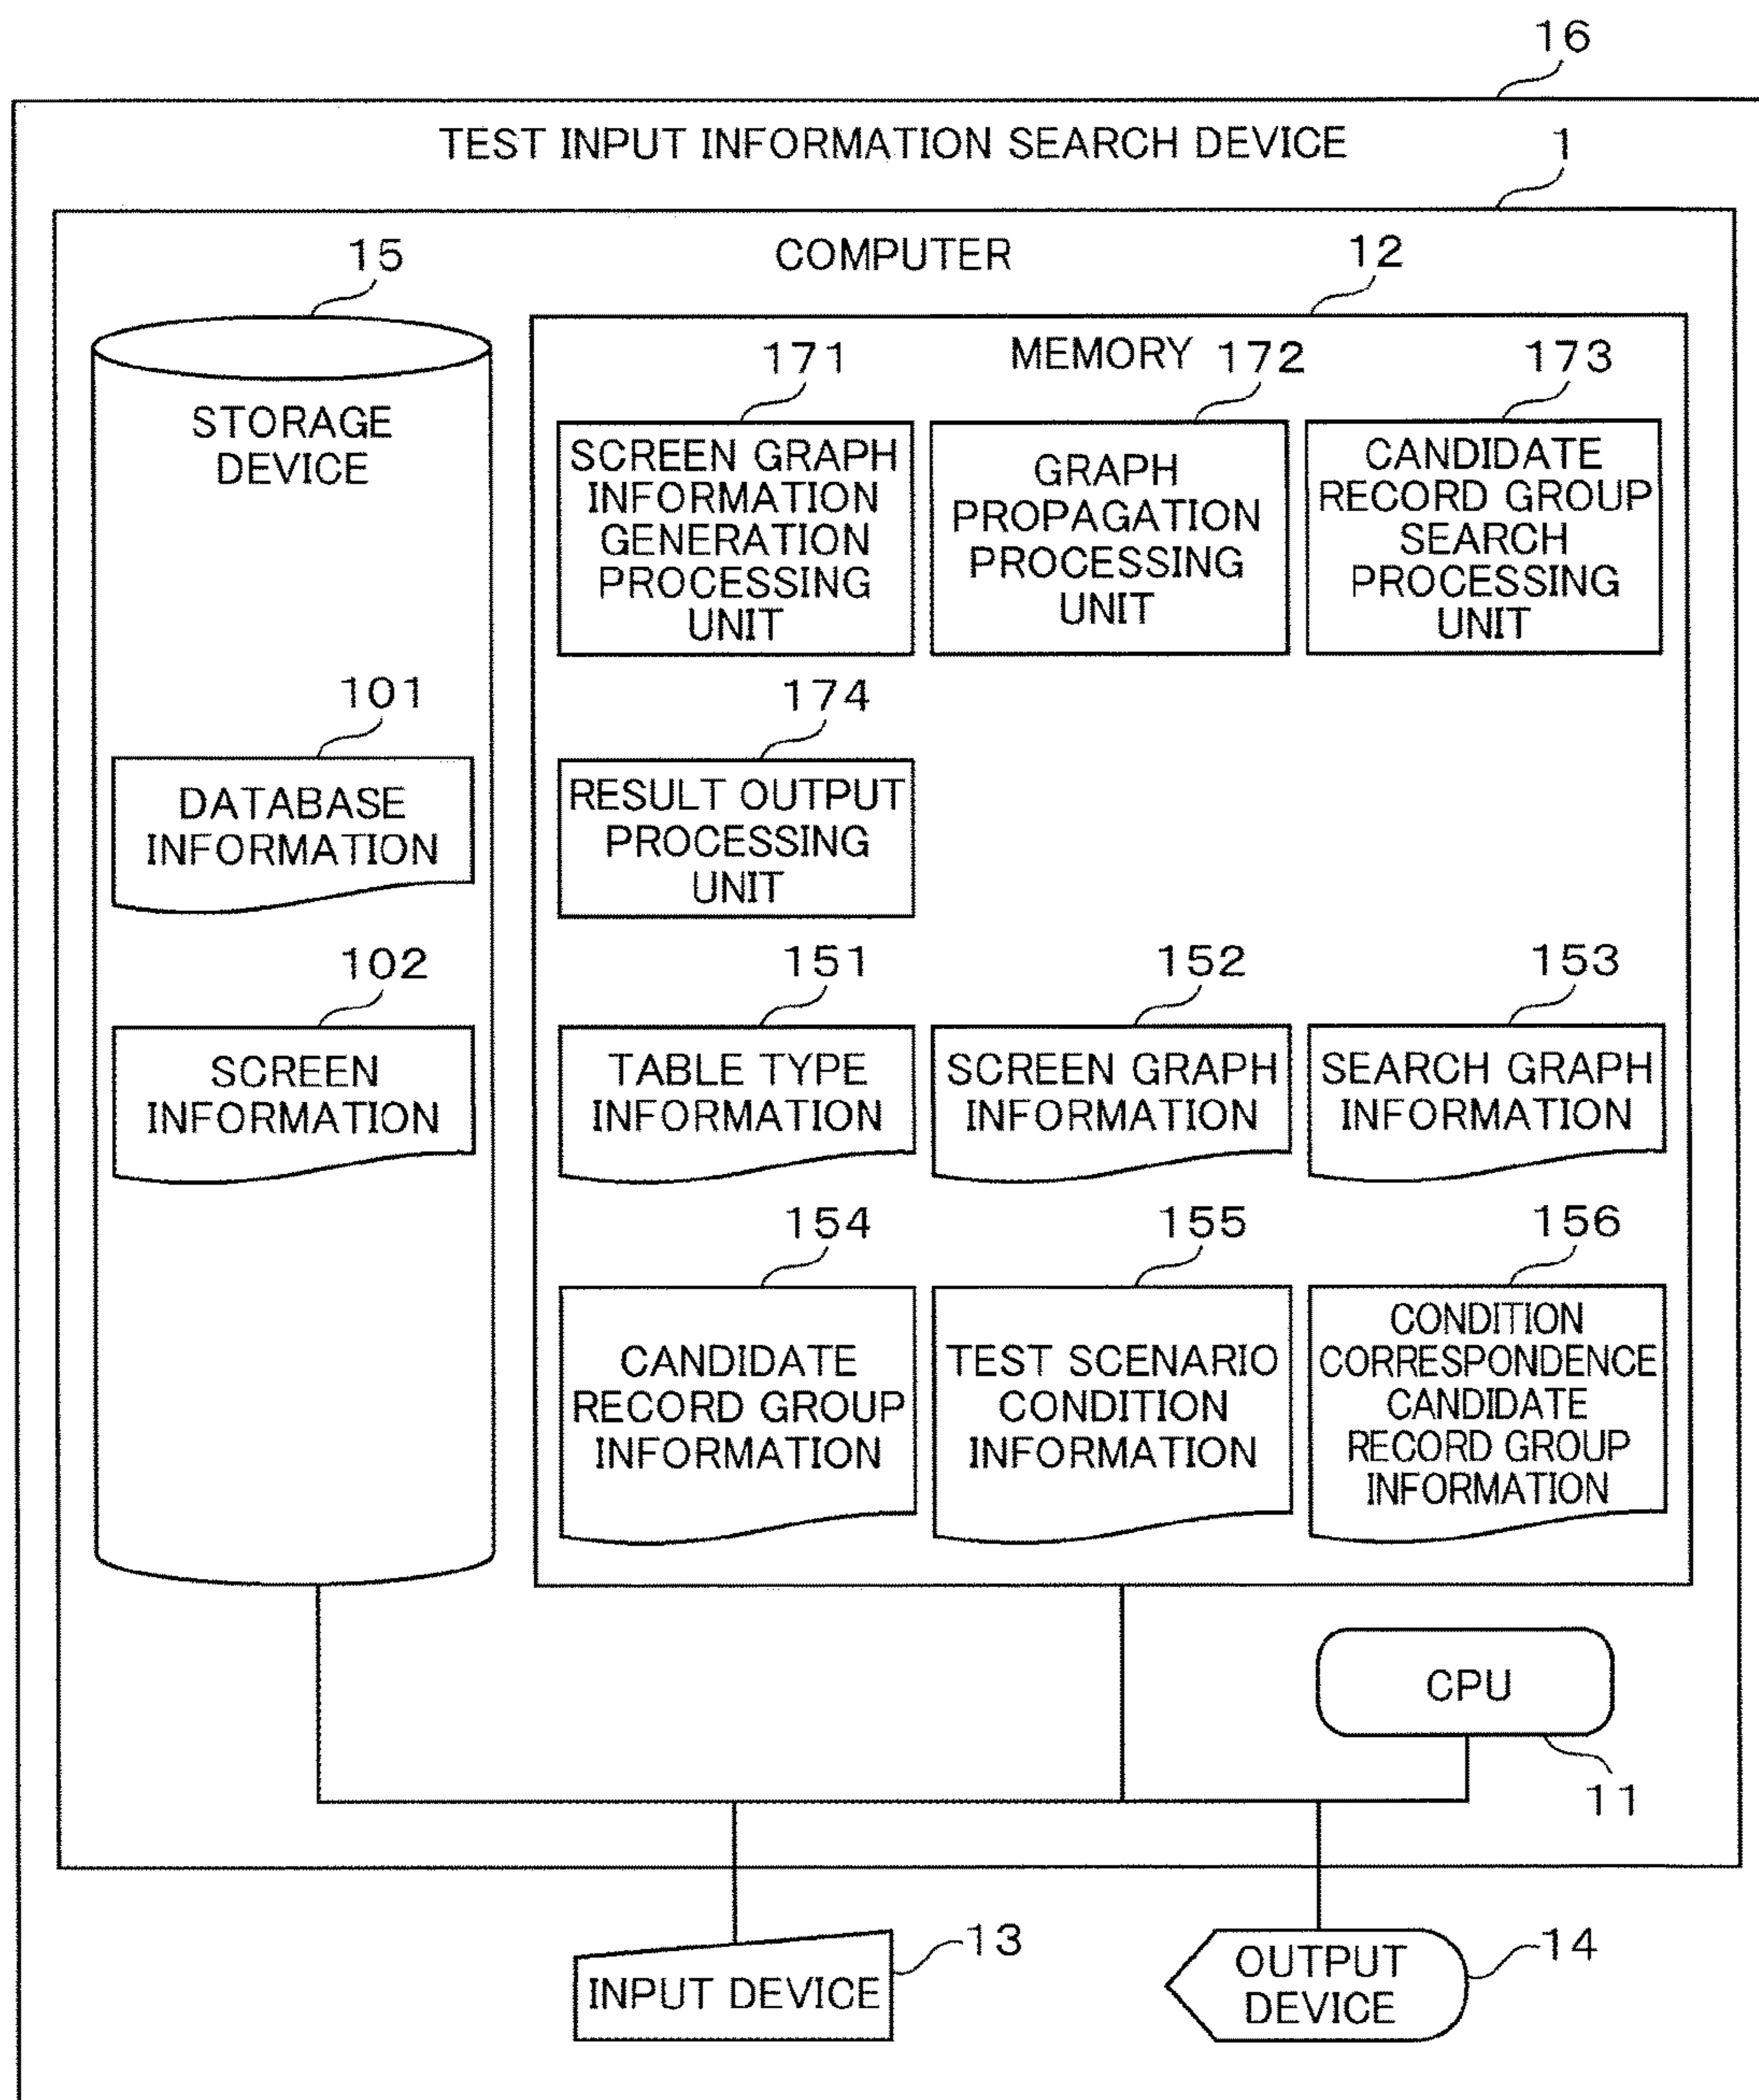 16
TEST INPUT INFORMATION SEARCH DEVICE
1
COMPUTER
15
12
STORAGE
DEVICE
MEMORY
171
172
173
SCREEN GRAPH
INFORMATION
GENERATION
PROCESSING
UNIT
GRAPH
PROPAGATION
PROCESSING
UNIT
CANDIDATE
RECORD GROUP
SEARCH
PROCESSING
UNIT
101
DATABASE
INFORMATION
174
RESULT OUTPUT
PROCESSING
UNIT
102
SCREEN
INFORMATION
151
TABLE TYPE
INFORMATION
152
SCREEN GRAPH
INFORMATION
153
SEARCH GRAPH
INFORMATION
154
CANDIDATE
RECORD GROUP
INFORMATION
155
TEST SCENARIO
CONDITION
INFORMATION
156
CONDITION
CORRESPONDENCE
CANDIDATE
RECORD GROUP
INFORMATION
CPU
11
INPUT DEVICE
13
OUTPUT
DEVICE
14